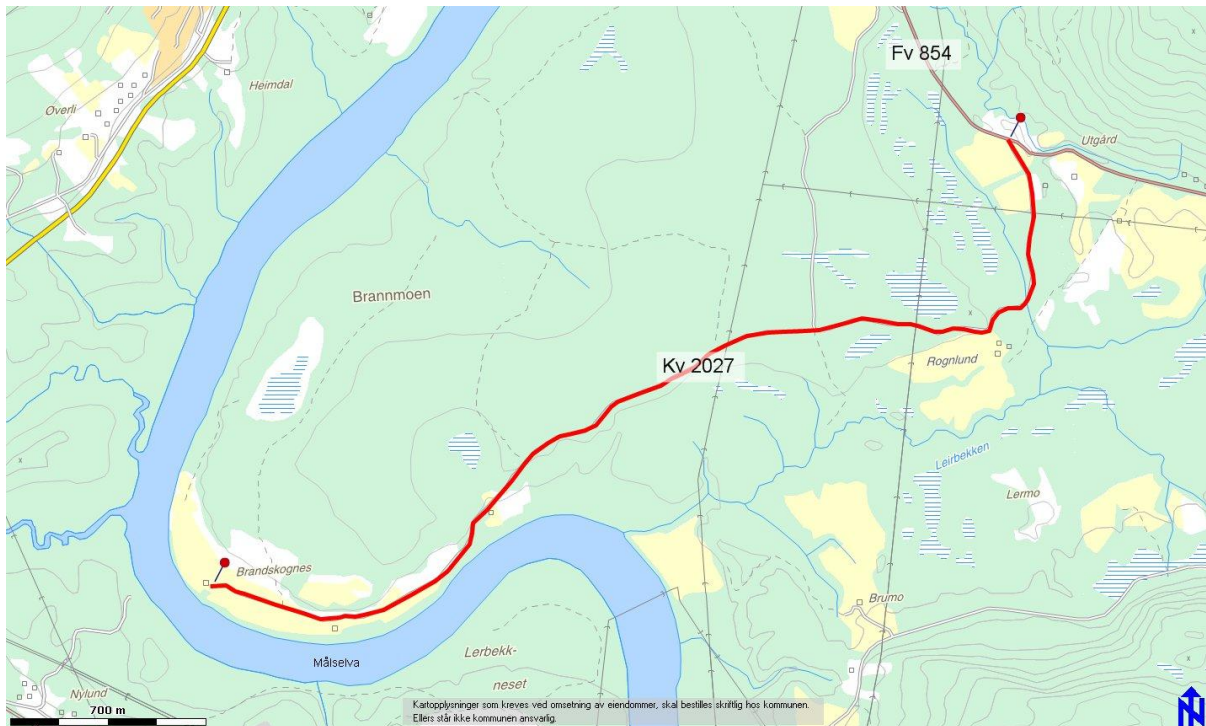 Fv 854
Heimdal
Øverli
Utgård
Brannmoen
Kv 2027
Rognlund
Leirbekken
Lermo
Brandskognes
Brumo
Målselva
Lerbekk-
neset
Nylund
700 m
Kartopplysninger som kreves ved omsetning av eiendommer, skal bestilles skriftlig hos kommunen.
Ellers står ikke kommunen ansvarlig.
N